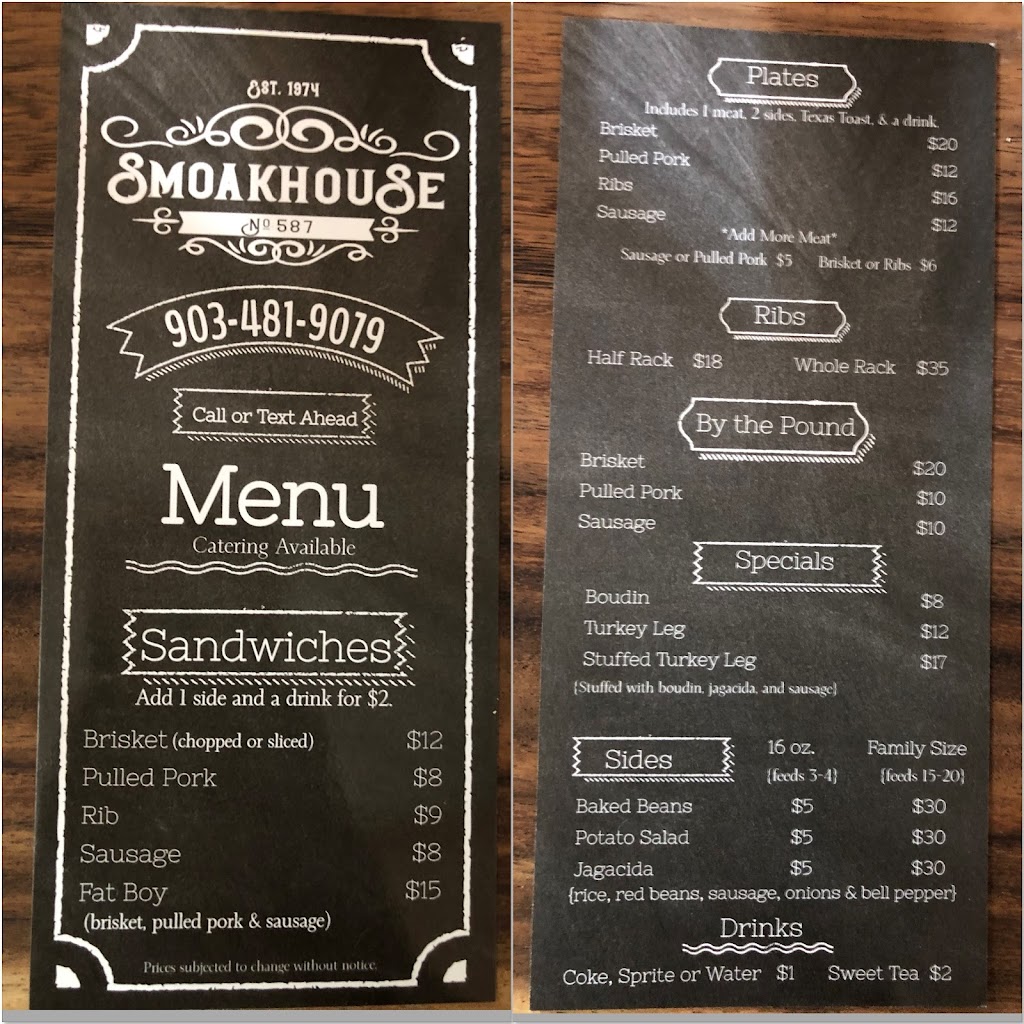 EST. 1974
SMOAKHOUSE
Nº 587
903-481-9079
Call or Text Ahead
Menu
Catering Available
Sandwiches
Add 1 side and a drink for $2.
Brisket (chopped or sliced) $12
Pulled Pork $8
Rib $9
Sausage $8
Fat Boy $15
(brisket, pulled pork & sausage)
Prices subjected to change without notice.
Plates
Includes 1 meat, 2 sides, Texas Toast, & a drink.
Brisket $20
Pulled Pork $12
Ribs $16
Sausage $12
*Add More Meat*
Sausage or Pulled Pork $5 Brisket or Ribs $6
Ribs
Half Rack $18 Whole Rack $35
By the Pound
Brisket $20
Pulled Pork $10
Sausage $10
Specials
Boudin $8
Turkey Leg $12
Stuffed Turkey Leg $17
{Stuffed with boudin, jagacida, and sausage}
Sides 16 oz. Family Size
{feeds 3-4} {feeds 15-20}
Baked Beans $5 $30
Potato Salad $5 $30
Jagacida $5 $30
{rice, red beans, sausage, onions & bell pepper}
Drinks
Coke, Sprite or Water $1 Sweet Tea $2